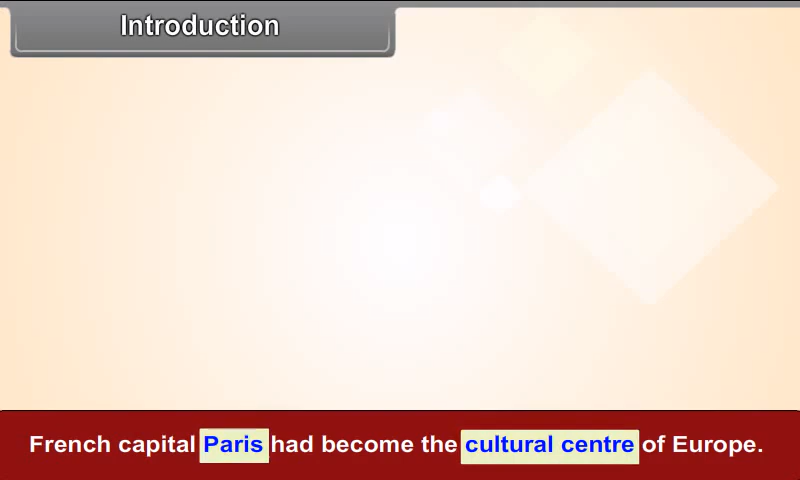 Introduction
French capital Paris had become the cultural centre of Europe.